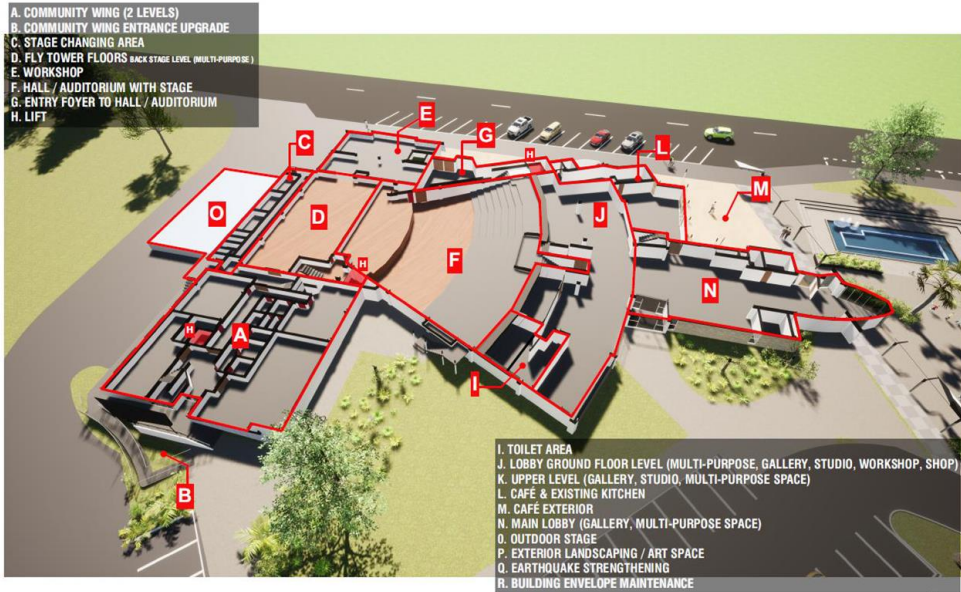 A. COMMUNITY WING (2 LEVELS)
B. COMMUNITY WING ENTRANCE UPGRADE
C. STAGE CHANGING AREA
D. FLY TOWER FLOORS BACK STAGE LEVEL (MULTI-PURPOSE )
E. WORKSHOP
F. HALL / AUDITORIUM WITH STAGE
G. ENTRY FOYER TO HALL / AUDITORIUM
H. LIFT
E
G
C
H
L
M
O
D
J
F
H
N
H
A
I
B
I. TOILET AREA
J. LOBBY GROUND FLOOR LEVEL (MULTI-PURPOSE, GALLERY, STUDIO, WORKSHOP, SHOP)
K. UPPER LEVEL (GALLERY, STUDIO, MULTI-PURPOSE SPACE)
L. CAFÉ & EXISTING KITCHEN
M. CAFÉ EXTERIOR
N. MAIN LOBBY (GALLERY, MULTI-PURPOSE SPACE)
O. OUTDOOR STAGE
P. EXTERIOR LANDSCAPING / ART SPACE
Q. EARTHQUAKE STRENGTHENING
R. BUILDING ENVELOPE MAINTENANCE